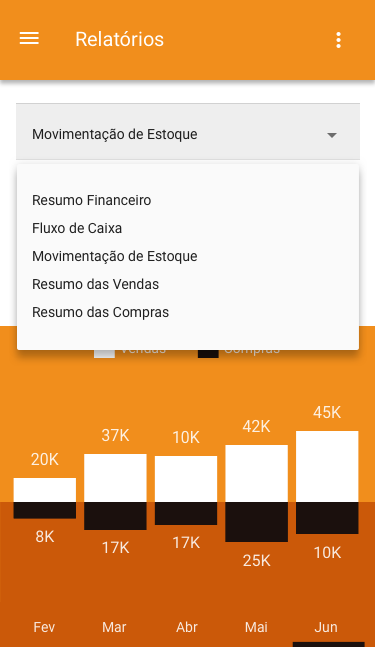 Relatórios
Movimentação de Estoque
Resumo Financeiro
Fluxo de Caixa
Movimentação de Estoque
Resumo das Vendas
Resumo das Compras
Vendas Compras
20K 37K 10K 42K 45K
8K 17K 17K 25K 10K
Fev Mar Abr Mai Jun